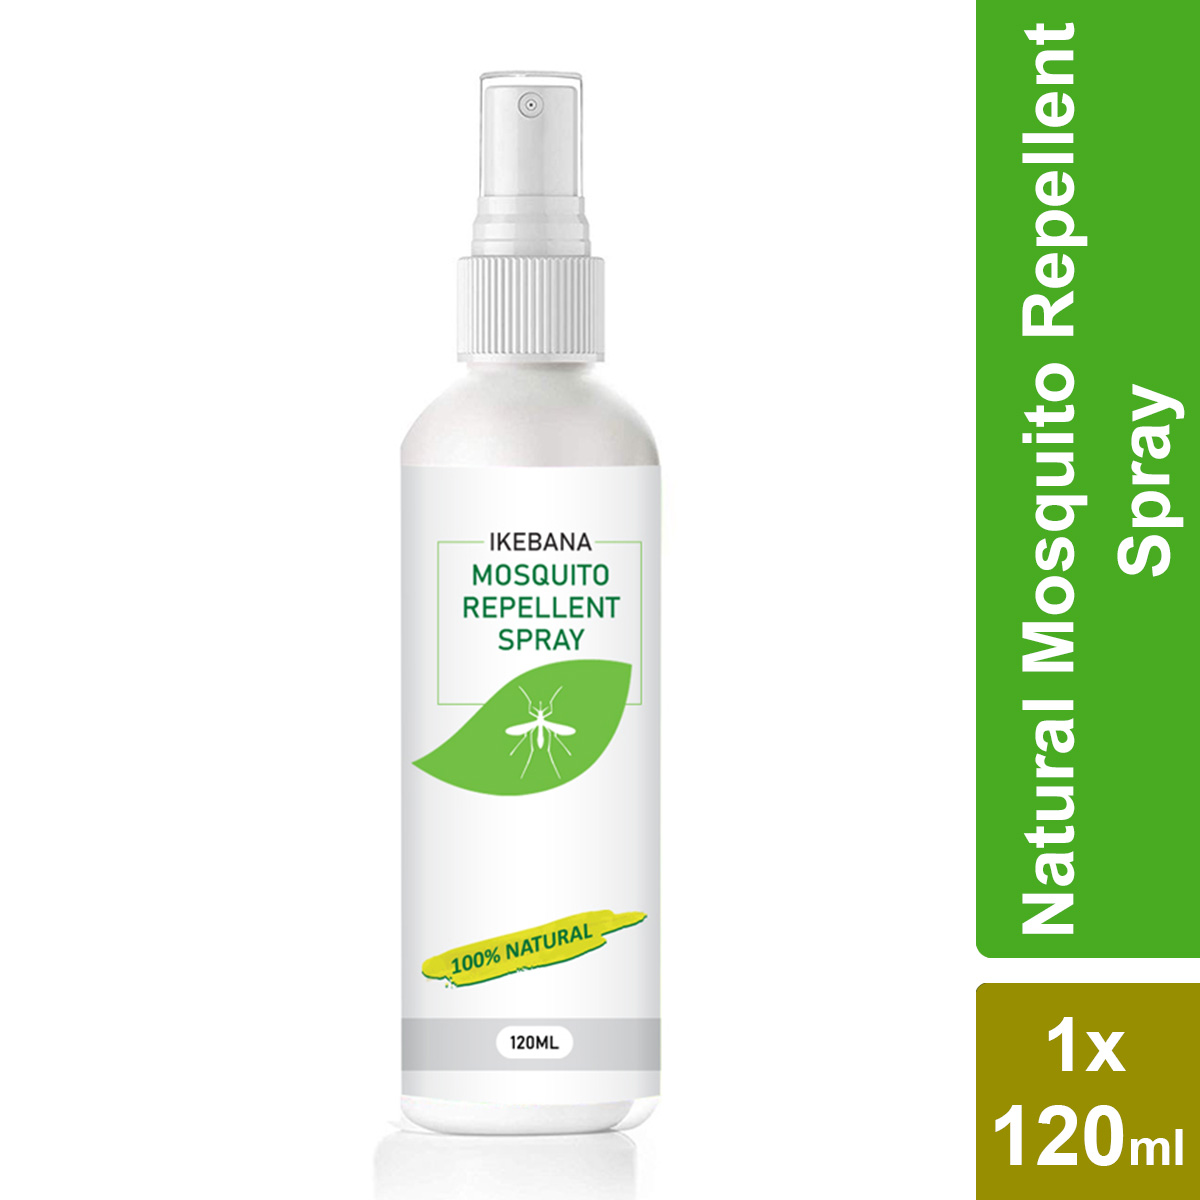 IKEBANA
MOSQUITO
REPELLENT
SPRAY
100% NATURAL
120ML
Natural Mosquito Repellent
Spray
1x
120ml